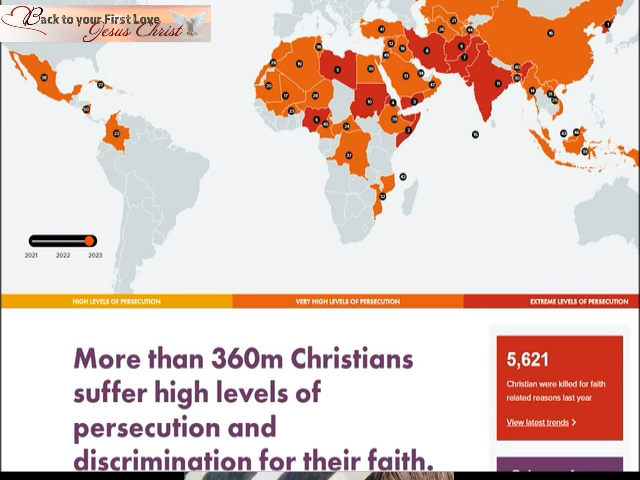 Back to your First Love
Jesus Christ
2021 2022 2023
HIGH LEVELS OF PERSECUTION VERY HIGH LEVELS OF PERSECUTION EXTREME LEVELS OF PERSECUTION
More than 360m Christians
suffer high levels of
persecution and
discrimination for their faith.
5,621
Christian were killed for faith
related reasons last year
View latest trends